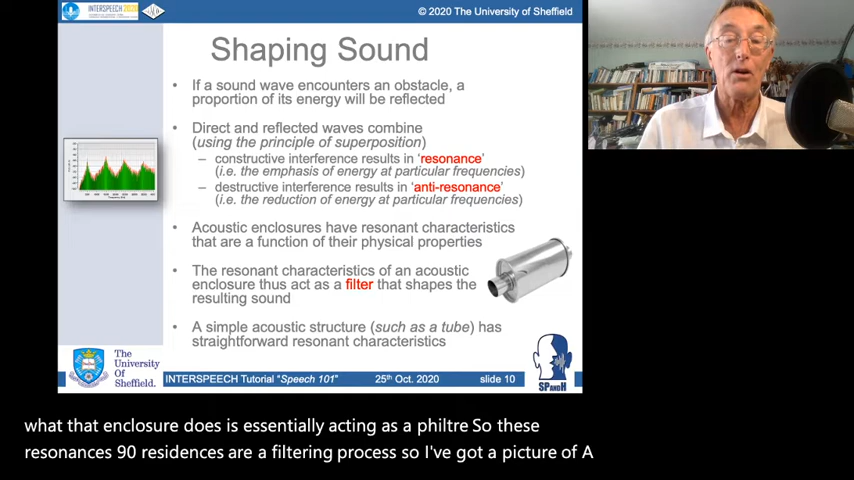 INTERSPEECH 2020
© 2020 The University of Sheffield
Shaping Sound
• If a sound wave encounters an obstacle, a
proportion of its energy will be reflected
• Direct and reflected waves combine
(using the principle of superposition)
– constructive interference results in ‘resonance’
(i.e. the emphasis of energy at particular frequencies)
– destructive interference results in ‘anti-resonance’
(i.e. the reduction of energy at particular frequencies)
• Acoustic enclosures have resonant characteristics
that are a function of their physical properties
• The resonant characteristics of an acoustic
enclosure thus act as a filter that shapes the
resulting sound
• A simple acoustic structure (such as a tube) has
straightforward resonant characteristics
The
University
Of
Sheffield.
SPandH
INTERSPEECH Tutorial “Speech 101”
25th Oct. 2020
slide 10
what that enclosure does is essentially acting as a philtre So these
resonances 90 residences are a filtering process so I've got a picture of A